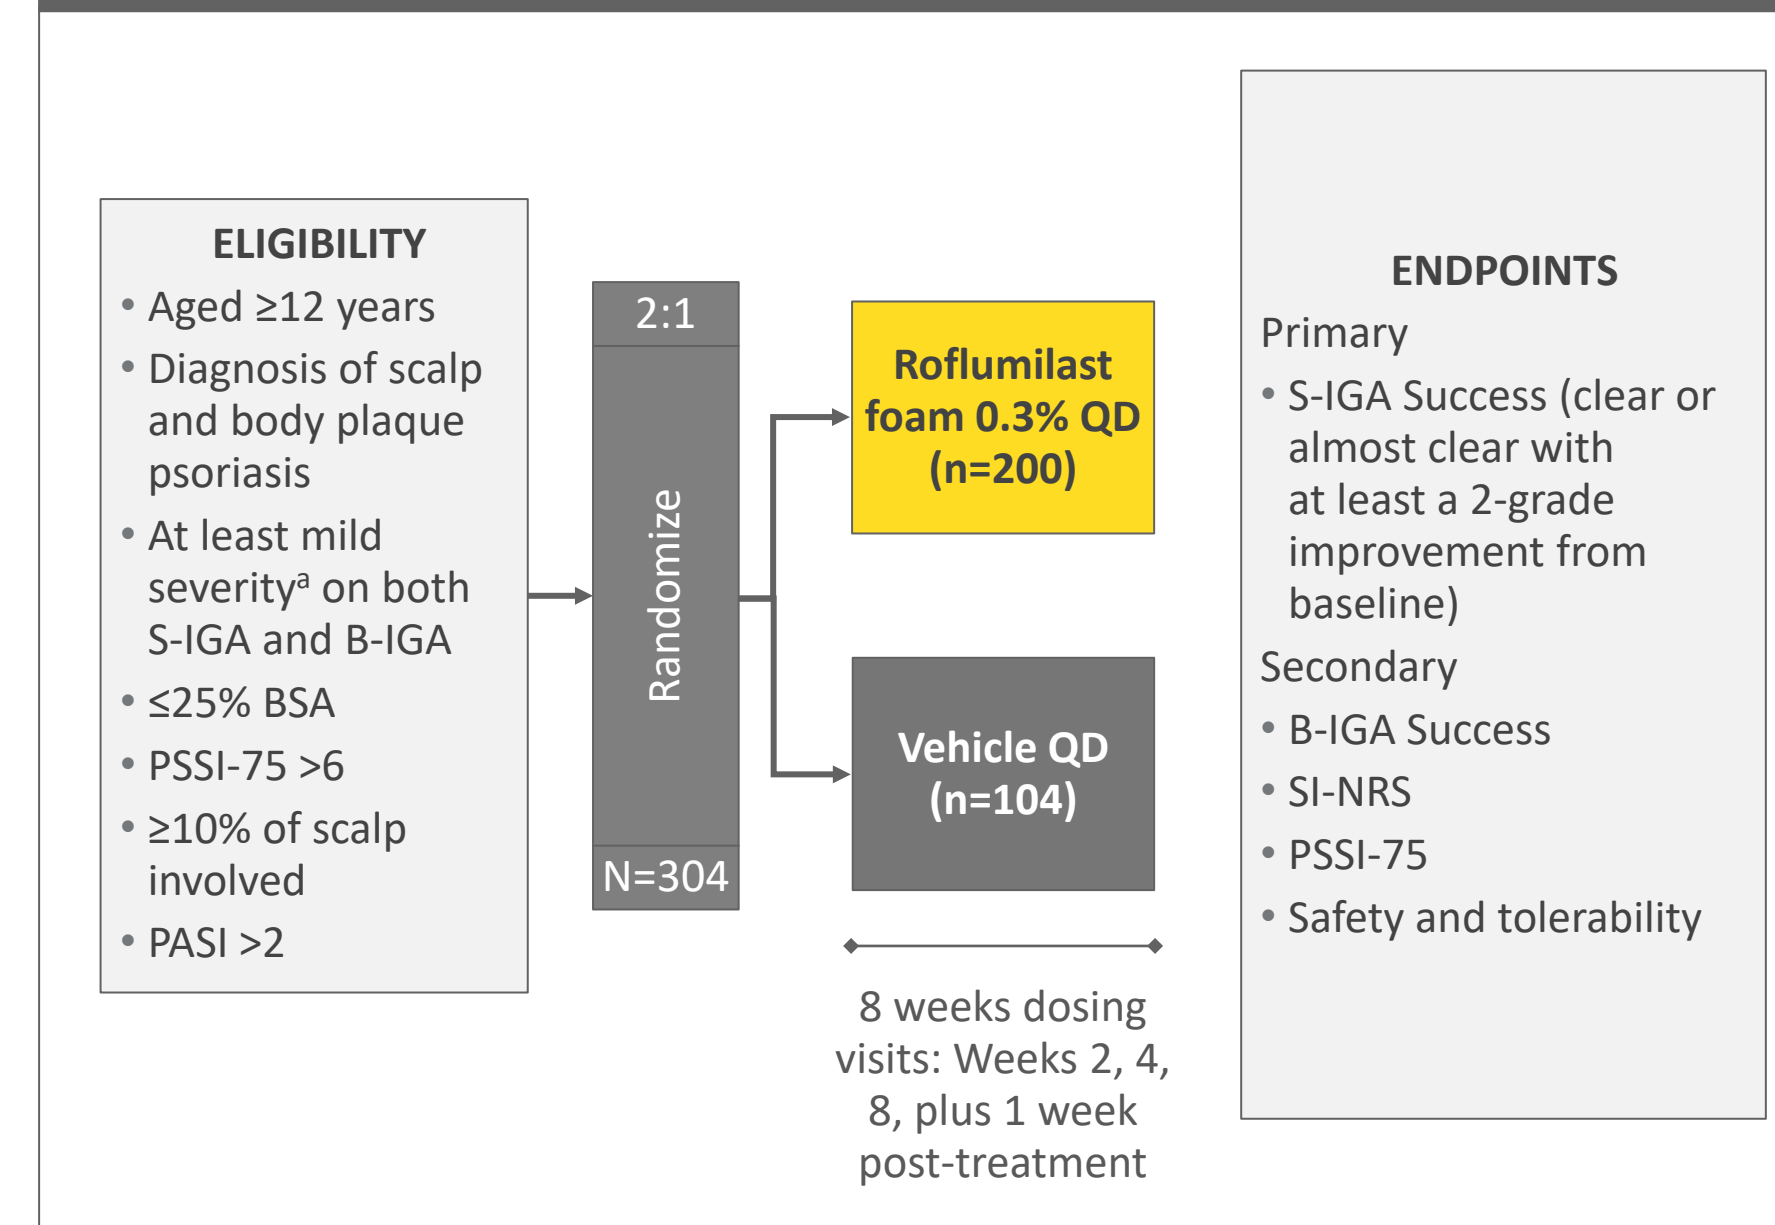 ELIGIBILITY
• Aged ≥12 years
• Diagnosis of scalp
and body plaque
psoriasis
• At least mild
severityᵃ on both
S-IGA and B-IGA
• ≤25% BSA
• PSSI-75 >6
• ≥10% of scalp
involved
• PASI >2
2:1
Randomize
N=304
Roflumilast
foam 0.3% QD
(n=200)
Vehicle QD
(n=104)
8 weeks dosing
visits: Weeks 2, 4,
8, plus 1 week
post-treatment
ENDPOINTS
Primary
• S-IGA Success (clear or
almost clear with
at least a 2-grade
improvement from
baseline)
Secondary
• B-IGA Success
• SI-NRS
• PSSI-75
• Safety and tolerability